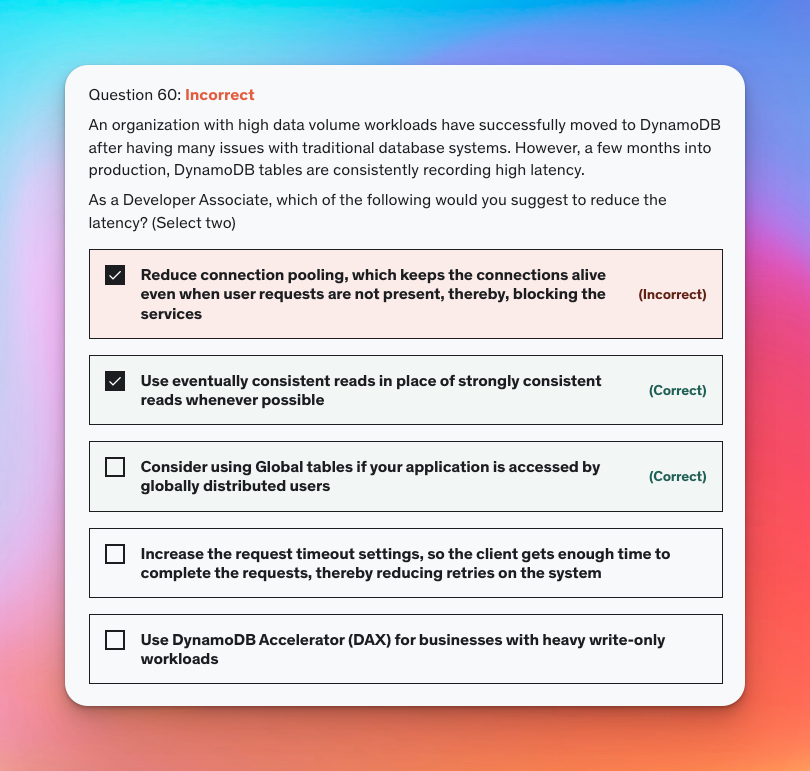 Question 60: Incorrect
An organization with high data volume workloads have successfully moved to DynamoDB
after having many issues with traditional database systems. However, a few months into
production, DynamoDB tables are consistently recording high latency.
As a Developer Associate, which of the following would you suggest to reduce the
latency? (Select two)
Reduce connection pooling, which keeps the connections alive
even when user requests are not present, thereby, blocking the
services
(Incorrect)
Use eventually consistent reads in place of strongly consistent
reads whenever possible
(Correct)
Consider using Global tables if your application is accessed by
globally distributed users
(Correct)
Increase the request timeout settings, so the client gets enough time to
complete the requests, thereby reducing retries on the system
Use DynamoDB Accelerator (DAX) for businesses with heavy write-only
workloads